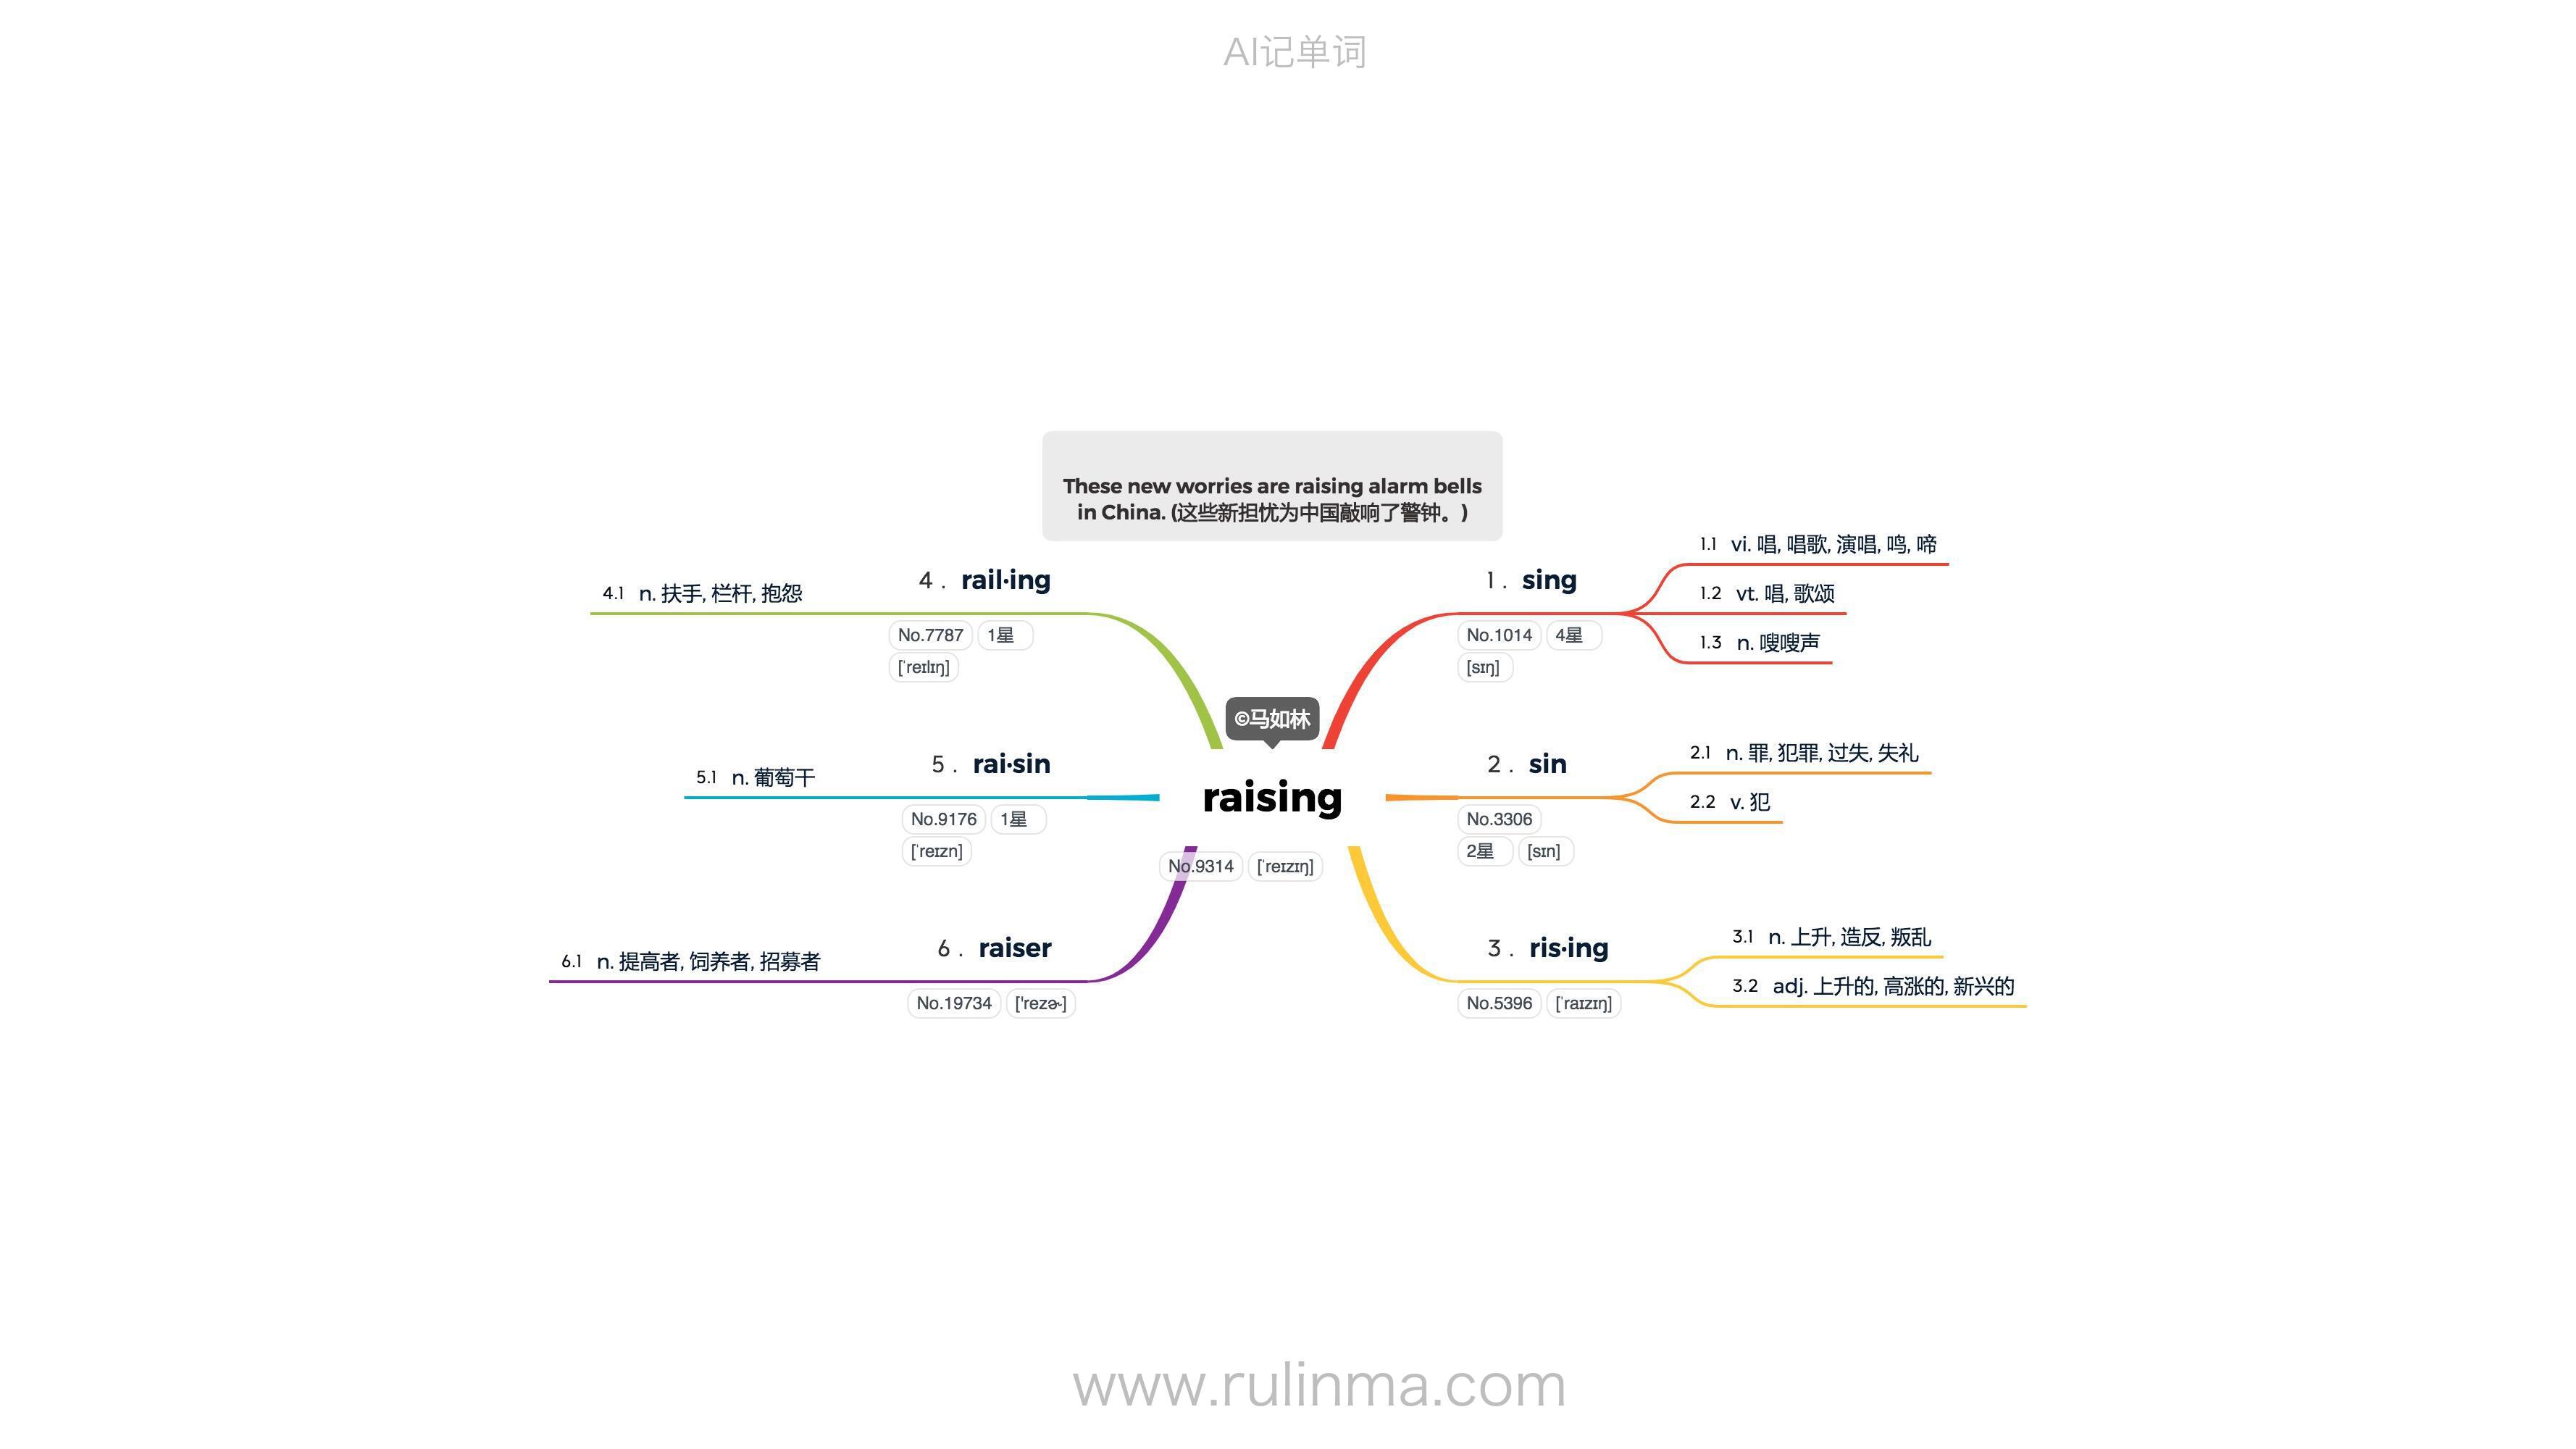 AI记单词
These new worries are raising alarm bells
in China. (这些新担忧为中国敲响了警钟。)
©马如林
raising
No.9314 [ˈreɪzɪŋ]
1 . sing
No.1014 4星
[sɪŋ]
1.1 vi. 唱, 唱歌, 演唱, 鸣, 啼
1.2 vt. 唱, 歌颂
1.3 n. 嗖嗖声
2 . sin
No.3306
2星 [sɪn]
2.1 n. 罪, 犯罪, 过失, 失礼
2.2 v. 犯
3 . ris·ing
No.5396 [ˈraɪzɪŋ]
3.1 n. 上升, 造反, 叛乱
3.2 adj. 上升的, 高涨的, 新兴的
4 . rail·ing
No.7787 1星
[ˈreɪlɪŋ]
4.1 n. 扶手, 栏杆, 抱怨
5 . rai·sin
No.9176 1星
[ˈreɪzn]
5.1 n. 葡萄干
6 . raiser
No.19734 ['rezɚ]
6.1 n. 提高者, 饲养者, 招募者
www.rulinma.com